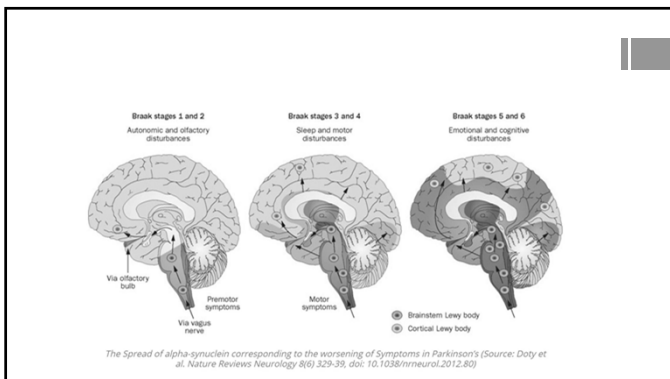 Braak stages 1 and 2
Autonomic and olfactory
disturbances
Via olfactory
bulb
Premotor
symptoms
Via vagus
nerve
Braak stages 3 and 4
Sleep and motor
disturbances
Motor
symptoms
Braak stages 5 and 6
Emotional and cognitive
disturbances
Brainstem Lewy body
Cortical Lewy body
The Spread of alpha-synuclein corresponding to the worsening of Symptoms in Parkinson's (Source: Doty et
al. Nature Reviews Neurology 8(6) 329-39, doi: 10.1038/nrneurol.2012.80)